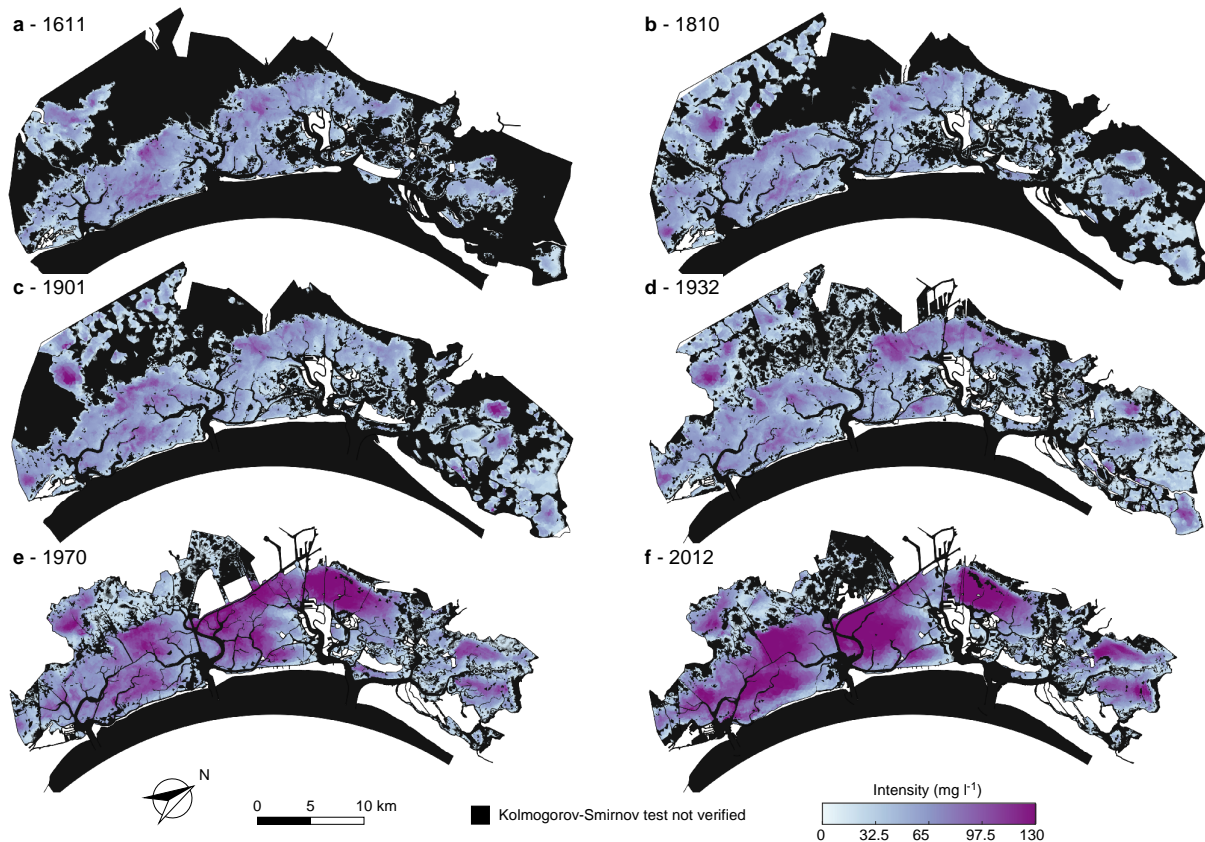 a - 1611
b - 1810
c - 1901
d - 1932
e - 1970
f - 2012
N
0 5 10 km
Kolmogorov-Smirnov test not verified
Intensity (mg l⁻¹)
0 32.5 65 97.5 130